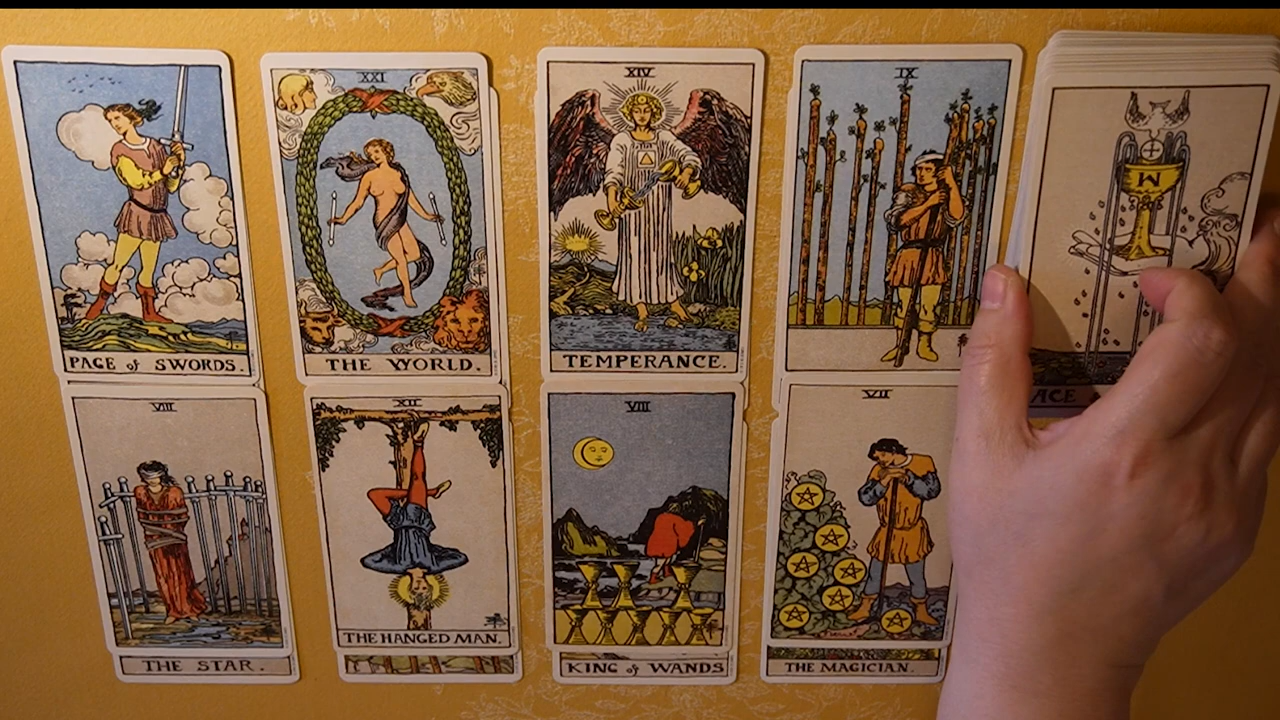 XXI
XIV
IX
PAGE of SWORDS.
THE WORLD.
TEMPERANCE.
ACE
VIII
XII
VIII
VII
THE HANGED MAN.
THE STAR.
KING of WANDS
THE MAGICIAN.